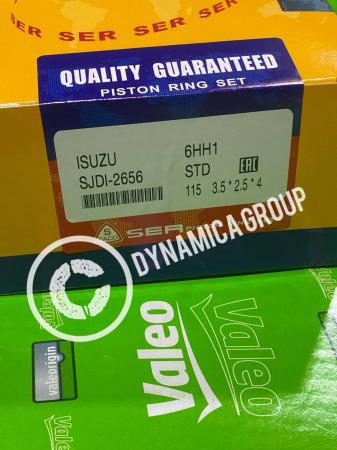 SER SER SER
QUALITY GUARANTEED
PISTON RING SET
ISUZU 6HH1
SJDI-2656 STD EAC
115 3.5*2.5*4
SER
© DYNAMICA GROUP
valeorigin
Valeo
Valeo